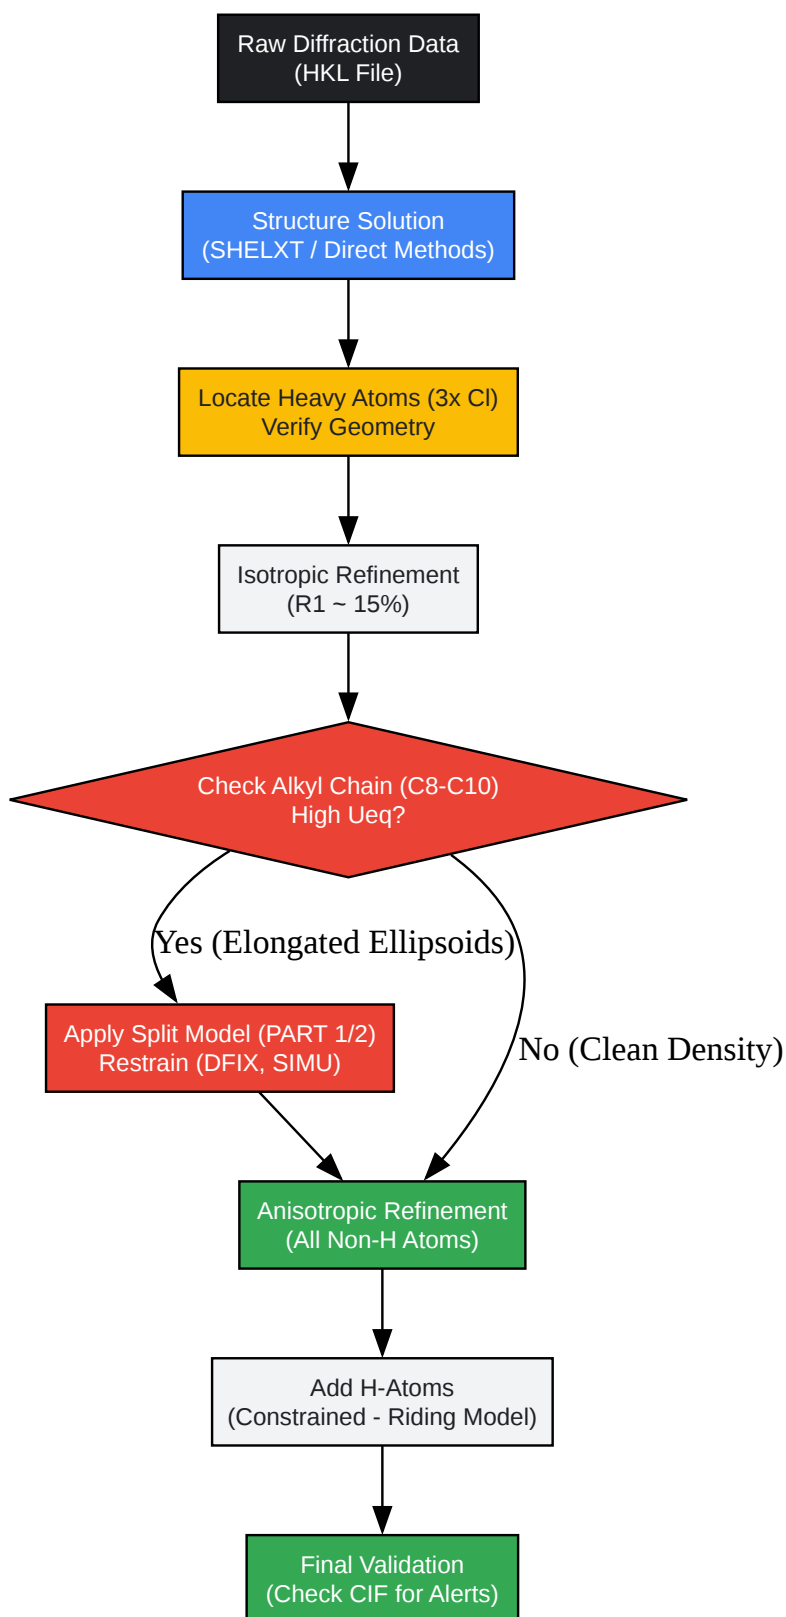 Raw Diffraction Data
(HKL File)
Structure Solution
(SHELXT / Direct Methods)
Locate Heavy Atoms (3x Cl)
Verify Geometry
Isotropic Refinement
(R1 ~ 15%)
Check Alkyl Chain (C8-C10)
High Ueq?
Yes (Elongated Ellipsoids)
Apply Split Model (PART 1/2)
Restrain (DFIX, SIMU)
No (Clean Density)
Anisotropic Refinement
(All Non-H Atoms)
Add H-Atoms
(Constrained - Riding Model)
Final Validation
(Check CIF for Alerts)